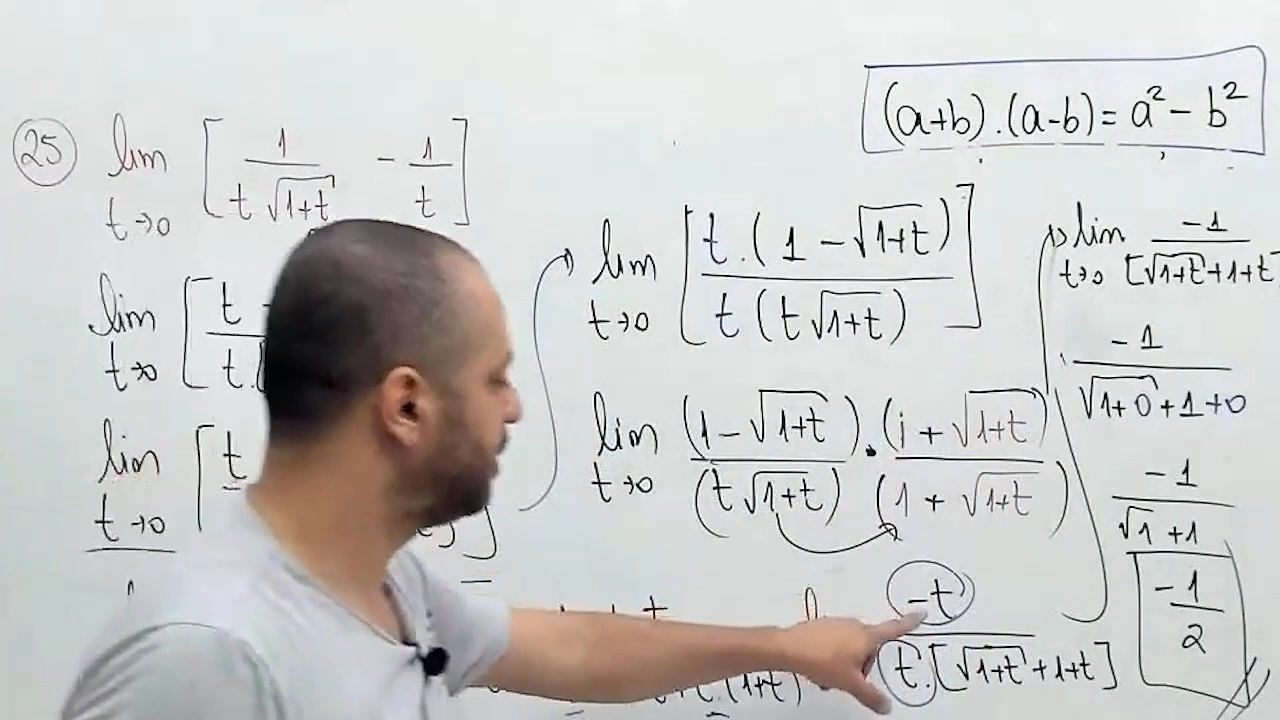 (a+b).(a-b)=a²-b²
25 lim t→0 [1/(t√(1+t)) - 1/t]
lim t→0 [t
t.(
lim t→0 [t
lim t→0 [t.(1-√(1+t))/t(t√(1+t))]
lim t→0 (1-√(1+t))/(t√(1+t)) . (1+√(1+t))/(1+√(1+t))
.(1+t)
-t/t.[√(1+t)+1+t]
lim t→0 -1/[√(1+t)+1+t
-1/(√(1+0)+1+0)
-1/(√1+1)
-1/2